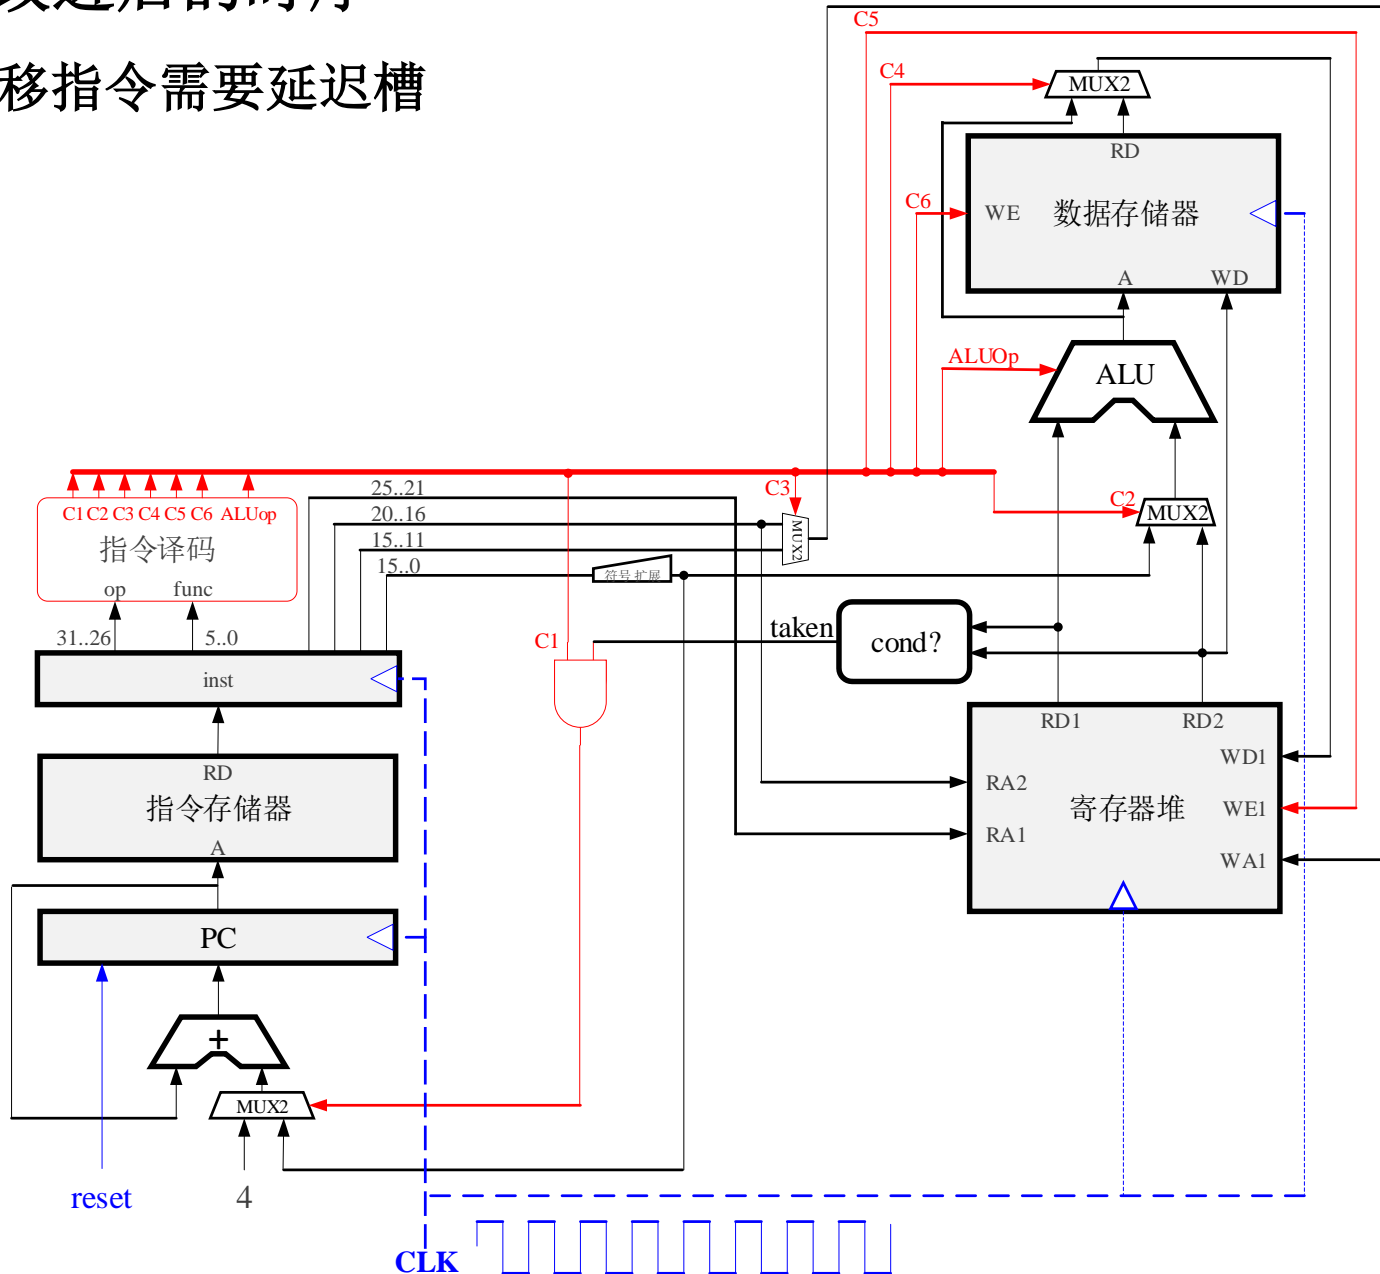 移指令需要延迟槽
C5
C4
MUX2
RD
C6
WE
数据存储器
A
WD
ALUOp
ALU
25..21
C3
C2
C1 C2 C3 C4 C5 C6 ALUop
20..16
MUX2
MUX2
指令译码
15..11
15..0
符号扩展
op
func
taken
cond?
31..26
5..0
C1
inst
RD1
RD2
WD1
RD
RA2
指令存储器
寄存器堆
WE1
RA1
A
WA1
PC
+
MUX2
reset
4
CLK